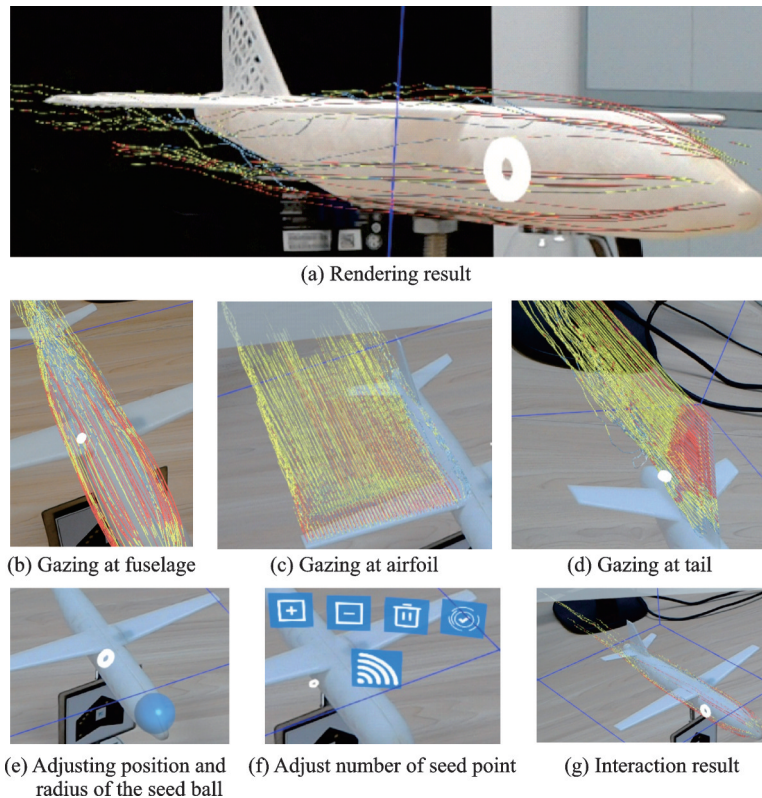 (a) Rendering result
(b) Gazing at fuselage
(c) Gazing at airfoil
(d) Gazing at tail
(e) Adjusting position and
radius of the seed ball
(f) Adjust number of seed point
(g) Interaction result